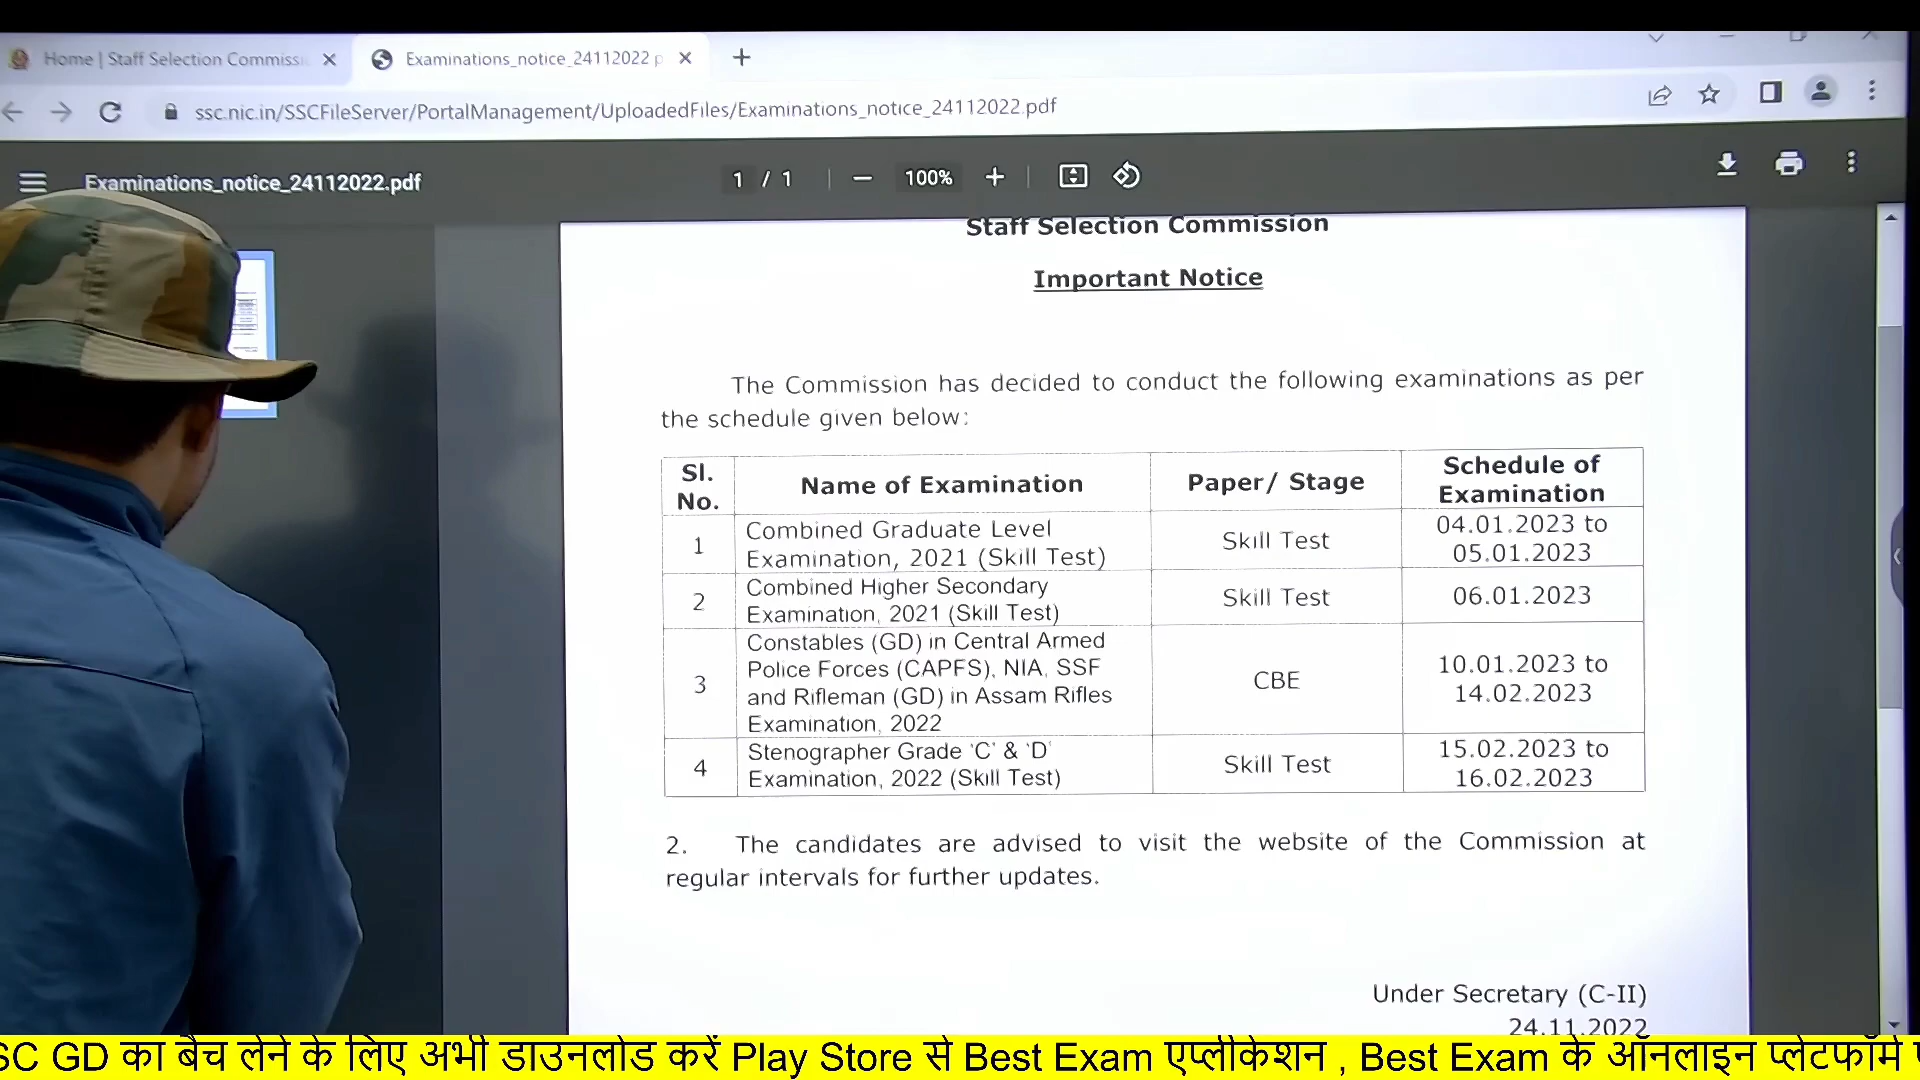 Home | Staff Selection Commissi
Examinations_notice_24112022 p
ssc.nic.in/SSCFileServer/PortalManagement/UploadedFiles/Examinations_notice_24112022.pdf
Examinations_notice_24112022.pdf
1 / 1
100%
Staff Selection Commission
Important Notice
The Commission has decided to conduct the following examinations as per
the schedule given below:
Sl. No. Name of Examination Paper/ Stage Schedule of Examination
1 Combined Graduate Level Examination, 2021 (Skill Test) Skill Test 04.01.2023 to 05.01.2023
2 Combined Higher Secondary Examination, 2021 (Skill Test) Skill Test 06.01.2023
3 Constables (GD) in Central Armed Police Forces (CAPFS), NIA, SSF and Rifleman (GD) in Assam Rifles Examination, 2022 CBE 10.01.2023 to 14.02.2023
4 Stenographer Grade 'C' & 'D' Examination, 2022 (Skill Test) Skill Test 15.02.2023 to 16.02.2023
2. The candidates are advised to visit the website of the Commission at
regular intervals for further updates.
Under Secretary (C-II)
24.11.2022
SC GD का बैच लेने के लिए अभी डाउनलोड करें Play Store से Best Exam एप्लीकेशन , Best Exam के ऑनलाइन प्लेटफॉर्म